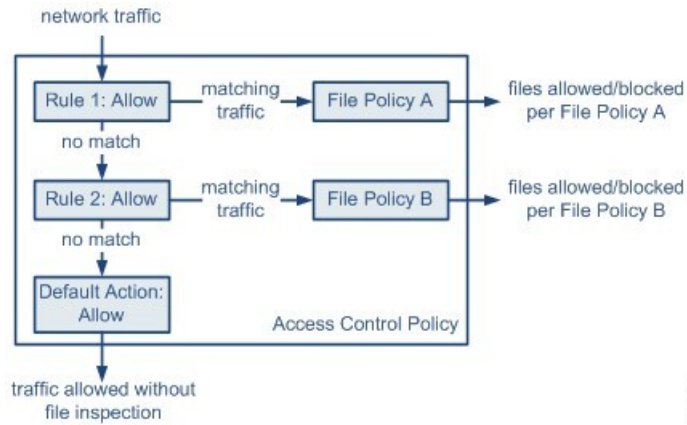 network traffic
Rule 1: Allow
matching
traffic
File Policy A
files allowed/blocked
per File Policy A
no match
Rule 2: Allow
matching
traffic
File Policy B
files allowed/blocked
per File Policy B
no match
Default Action:
Allow
Access Control Policy
traffic allowed without
file inspection